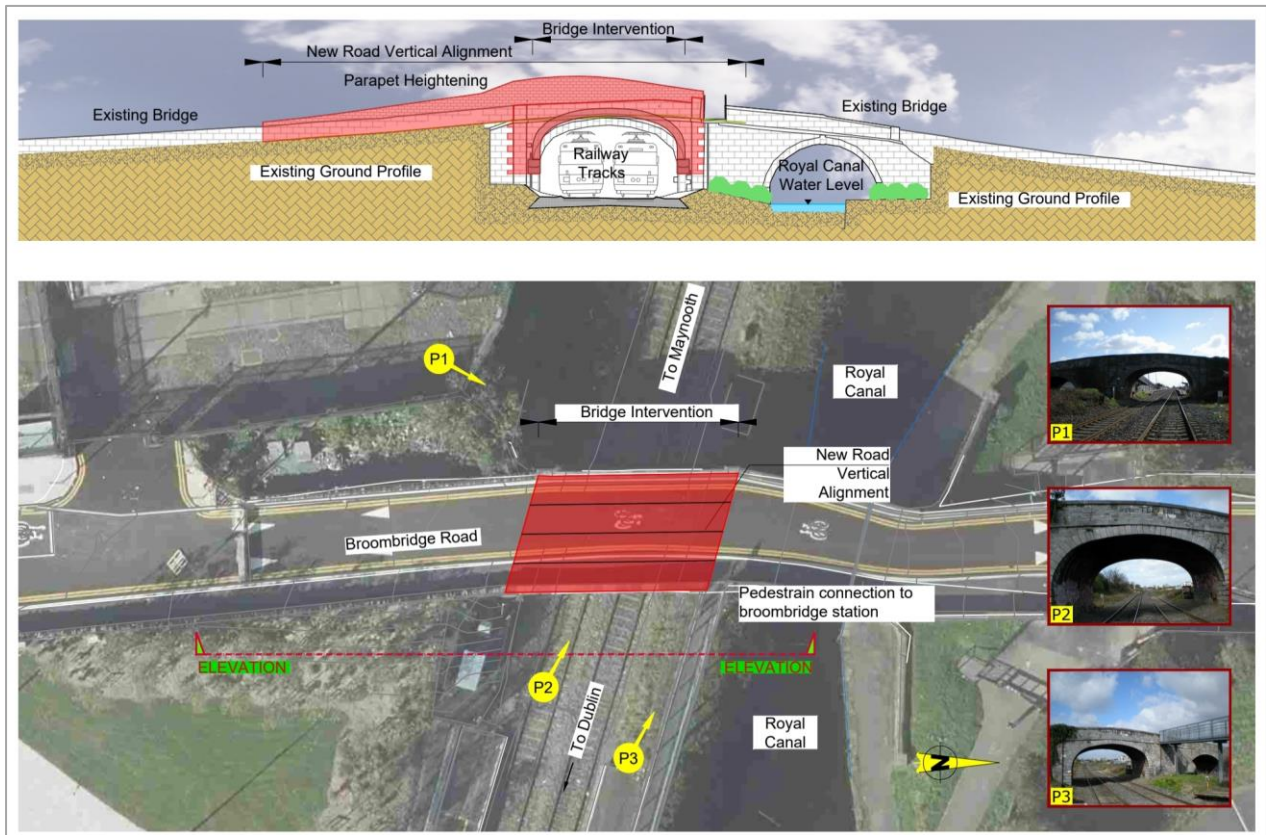 Bridge Intervention
New Road Vertical Alignment
Parapet Heightening
Existing Bridge
Existing Bridge
Railway
Tracks
Royal Canal
Water Level
Existing Ground Profile
Existing Ground Profile
P1
To Maynooth
Royal
Canal
Bridge Intervention
New Road
Vertical
Alignment
Broombridge Road
Pedestrain connection to
broombridge station
ELEVATION
ELEVATION
P2
To Dublin
P3
Royal
Canal
N
P1
P2
P3